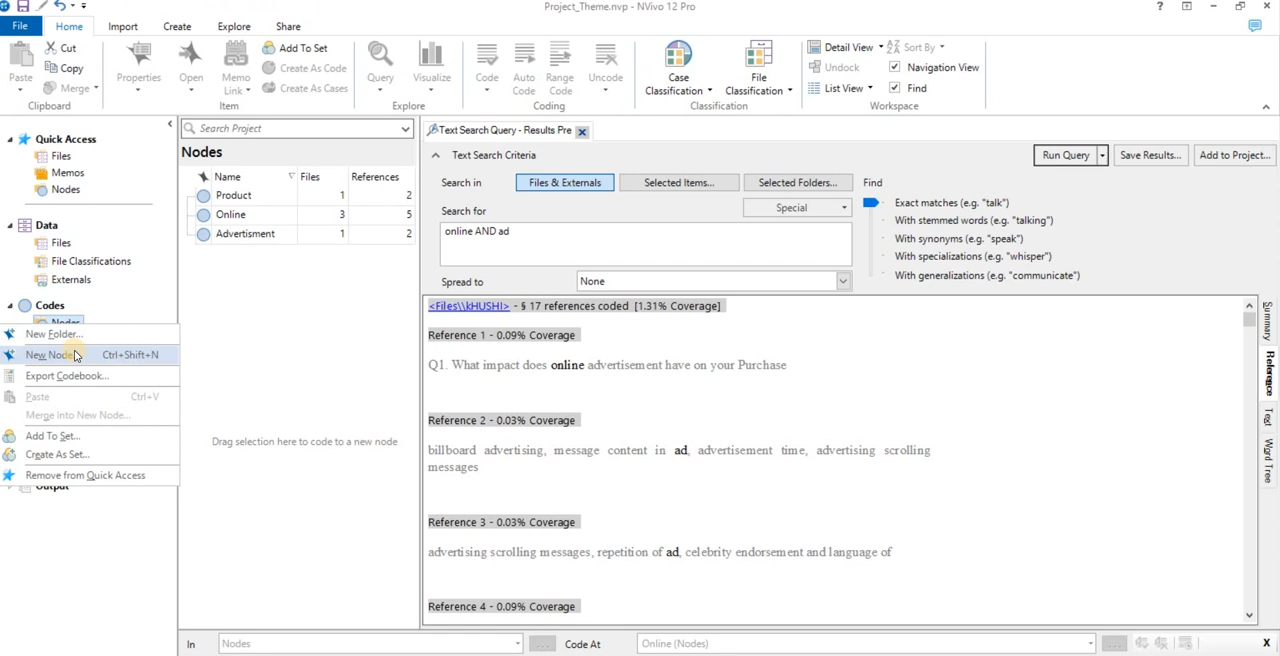 Project_Theme.nvp - NVivo 12 Pro
File Home Import Create Explore Share
Paste Cut Copy Merge
Properties Open Memo Link
Add To Set
Create As Code
Create As Cases
Query Visualize
Code Auto Code Range Code Uncode
Case Classification File Classification
Detail View Sort By
Undock Navigation View
List View Find
Clipboard Item Explore Coding Classification Workspace
Quick Access
Files
Memos
Nodes
Data
Files
File Classifications
Externals
Codes
Nodes
New Folder...
New Node Ctrl+Shift+N
Export Codebook...
Paste Ctrl+V
Merge Into New Node...
Add To Set...
Create As Set...
Remove from Quick Access
Output
Search Project
Nodes
Name Files References
Product 1 2
Online 3 5
Advertisment 1 2
Drag selection here to code to a new node
Text Search Query - Results Pre
Text Search Criteria
Run Query Save Results... Add to Project...
Search in Files & Externals Selected Items... Selected Folders... Find
Search for Special
online AND ad
Spread to None
Exact matches (e.g. "talk")
With stemmed words (e.g. "talking")
With synonyms (e.g. "speak")
With specializations (e.g. "whisper")
With generalizations (e.g. "communicate")
<Files\\kHUSHI> - § 17 references coded [1.31% Coverage]
Reference 1 - 0.09% Coverage
Q1. What impact does online advertisement have on your Purchase
Reference 2 - 0.03% Coverage
billboard advertising, message content in ad, advertisement time, advertising scrolling
messages
Reference 3 - 0.03% Coverage
advertising scrolling messages, repetition of ad, celebrity endorsement and language of
Reference 4 - 0.09% Coverage
Summary
Reference
Text
Word Tree
In Nodes ... Code At Online (Nodes) ... X